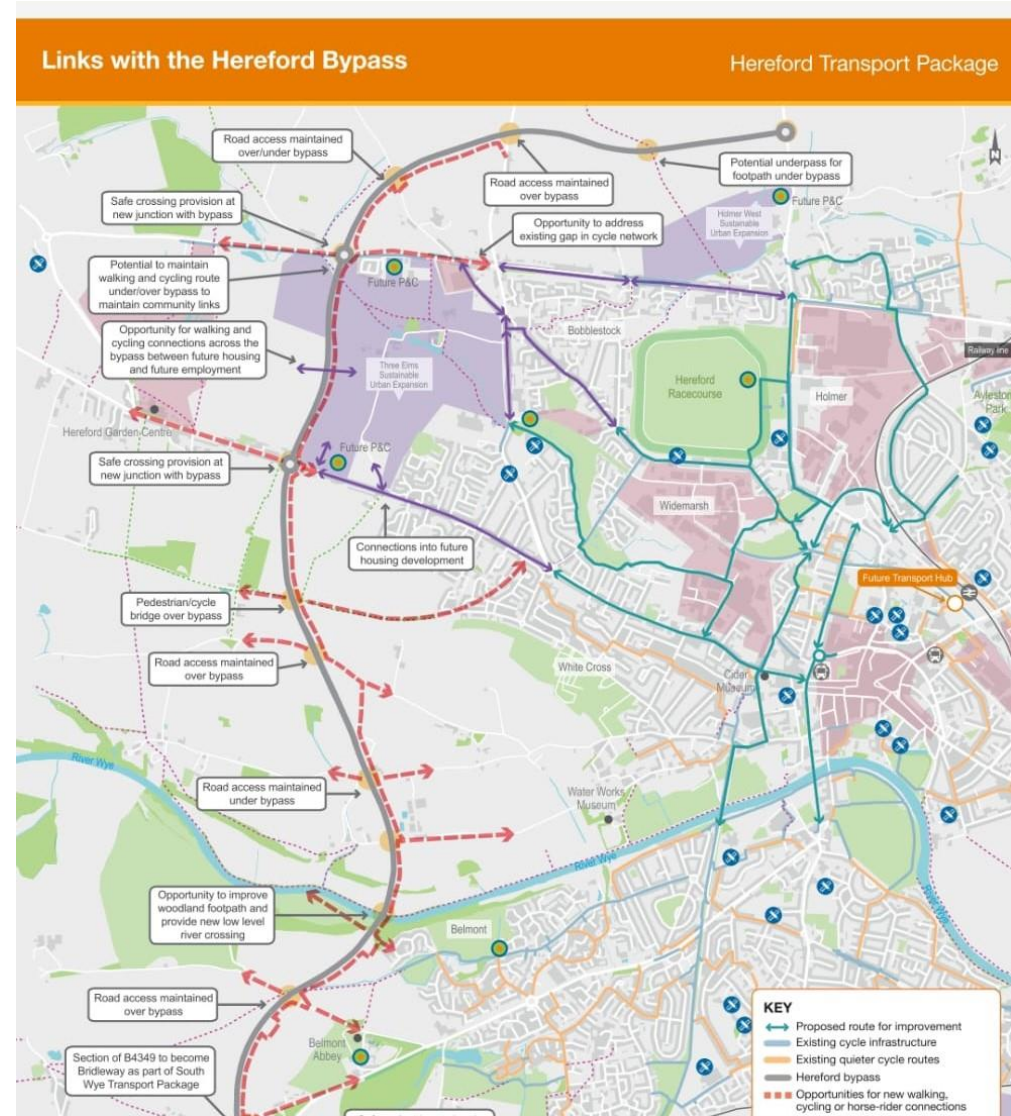 Links with the Hereford Bypass
Hereford Transport Package
Road access maintained
over/under bypass
Road access maintained
over bypass
Potential underpass for
footpath under bypass
N
Safe crossing provision at
new junction with bypass
Opportunity to address
existing gap in cycle network
Holmer West
Sustainable
Urban Expansion
Future P&C
Potential to maintain
walking and cycling route
under/over bypass to
maintain community links
Future P&C
Bobblestock
Opportunity for walking and
cycling connections across the
bypass between future housing
and future employment
Three Elms
Sustainable
Urban Expansion
Hereford
Racecourse
Holmer
Railway line
Park
Hereford Garden Centre
Safe crossing provision at
new junction with bypass
Future P&C
Widemarsh
Connections into future
housing development
Future Transport Hub
Pedestrian/cycle
bridge over bypass
Road access maintained
over bypass
White Cross
Cider
Museum
River Wye
Road access maintained
under bypass
Water Works
Museum
River Wye
River Wye
Opportunity to improve
woodland footpath and
provide new low level
river crossing
Belmont
Road access maintained
over bypass
Belmont
Abbey
Section of B4349 to become
Bridleway as part of South
Wye Transport Package
KEY
Proposed route for improvement
Existing cycle infrastructure
Existing quieter cycle routes
Hereford bypass
Opportunities for new walking,
cycling or horse-rider connections